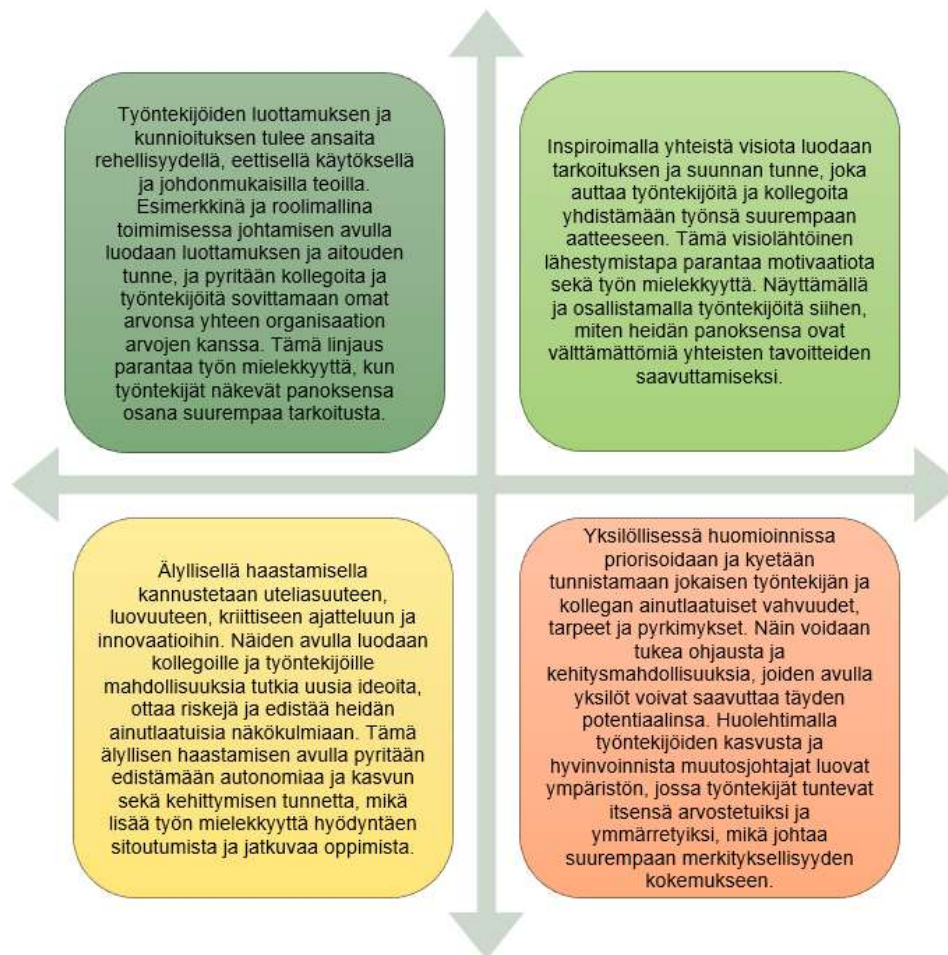 Työntekijöiden luottamuksen ja
kunnioituksen tulee ansaita
rehellisyydellä, eettisellä käytöksellä
ja johdonmukaisilla teoilla.
Esimerkkinä ja roolimallina
toimimisessa johtamisen avulla
luodaan luottamuksen ja aitouden
tunne, ja pyritään kollegoita ja
työntekijöitä sovittamaan omat
arvonsa yhteen organisaation
arvojen kanssa. Tämä linjaus
parantaa työn mielekkyyttä, kun
työntekijät näkevät panoksensa
osana suurempaa tarkoitusta.
Inspiroimalla yhteistä visiota luodaan
tarkoituksen ja suunnan tunne, joka
auttaa työntekijöitä ja kollegoita
yhdistämään työnsä suurempaan
aatteeseen. Tämä visiolähtöinen
lähestymistapa parantaa motivaatiota
sekä työn mielekkyyttä. Näyttämällä
ja osallistamalla työntekijöitä siihen,
miten heidän panoksensa ovat
välttämättömiä yhteisten tavoitteiden
saavuttamiseksi.
Älyllisellä haastamisella
kannustetaan uteliasuuteen,
luovuuteen, kriittiseen ajatteluun ja
innovaatioihin. Näiden avulla luodaan
kollegoille ja työntekijöille
mahdollisuuksia tutkia uusia ideoita,
ottaa riskejä ja edistää heidän
ainutlaatuisia näkökulmiaan. Tämä
älyllisen haastamisen avulla pyritään
edistämään autonomiaa ja kasvun
sekä kehittymisen tunnetta, mikä
lisää työn mielekkyyttä hyödyntäen
sitoutumista ja jatkuvaa oppimista.
Yksilöllisessä huomioinnissa
priorisoidaan ja kyetään
tunnistamaan jokaisen työntekijän ja
kollegan ainutlaatuiset vahvuudet,
tarpeet ja pyrkimykset. Näin voidaan
tukea ohjausta ja
kehitysmahdollisuuksia, joiden avulla
yksilöt voivat saavuttaa täyden
potentiaalinsa. Huolehtimalla
työntekijöiden kasvusta ja
hyvinvoinnista muutosjohtajat luovat
ympäristön, jossa työntekijät tuntevat
itsensä arvostetuiksi ja
ymmärretyiksi, mikä johtaa
suurempaan merkityksellisyyden
kokemukseen.